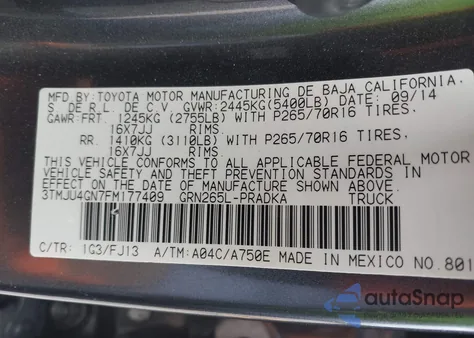 MFD.BY:TOYOTA MOTOR MANUFACTURING DE BAJA CALIFORNIA.
S. DE R.L. DE C.V. GVWR:2445KG(5400LB) DATE: 09/14
GAWR:FRT. 1245KG (2755LB) WITH P265/70R16 TIRES,
16X7JJ RIMS.
RR. 1410KG (3110LB) WITH P265/70R16 TIRES,
16X7JJ RIMS.
THIS VEHICLE CONFORMS TO ALL APPLICABLE FEDERAL MOTOR
VEHICLE SAFETY AND THEFT PREVENTION STANDARDS IN
EFFECT ON THE DATE OF MANUFACTURE SHOWN ABOVE.
3TMJU4GN7FM177409 GRN265L-PRADKA TRUCK
C/TR: 1G3/FJ13 A/TM:A04C/A750E MADE IN MEXICO NO.801
autoSnap